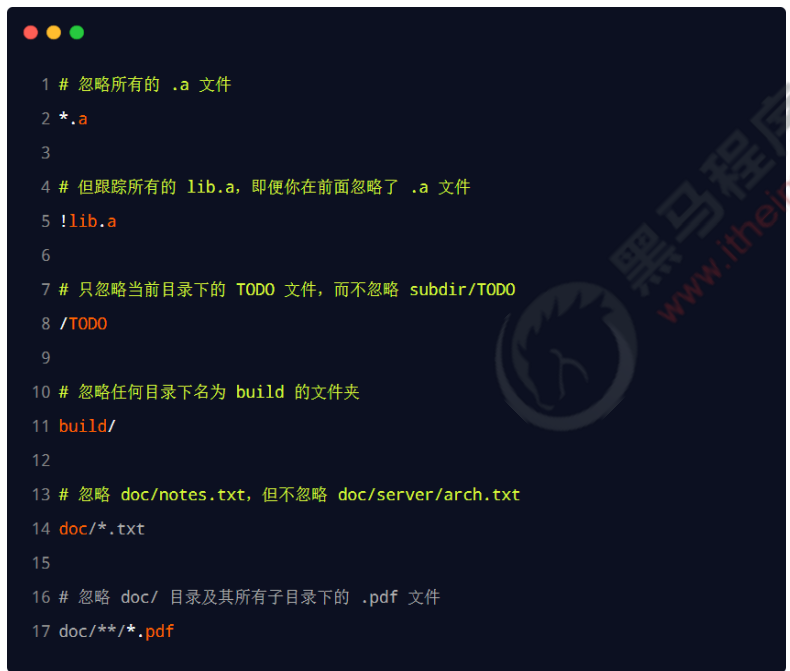 1 # 忽略所有的 .a 文件
2 *.a
3
4 # 但跟踪所有的 lib.a，即便你在前面忽略了 .a 文件
5 !lib.a
6
7 # 只忽略当前目录下的 TODO 文件，而不忽略 subdir/TODO
8 /TODO
9
10 # 忽略任何目录下名为 build 的文件夹
11 build/
12
13 # 忽略 doc/notes.txt，但不忽略 doc/server/arch.txt
14 doc/*.txt
15
16 # 忽略 doc/ 目录及其所有子目录下的 .pdf 文件
17 doc/**/*.pdf
黑马程序
www.itheim